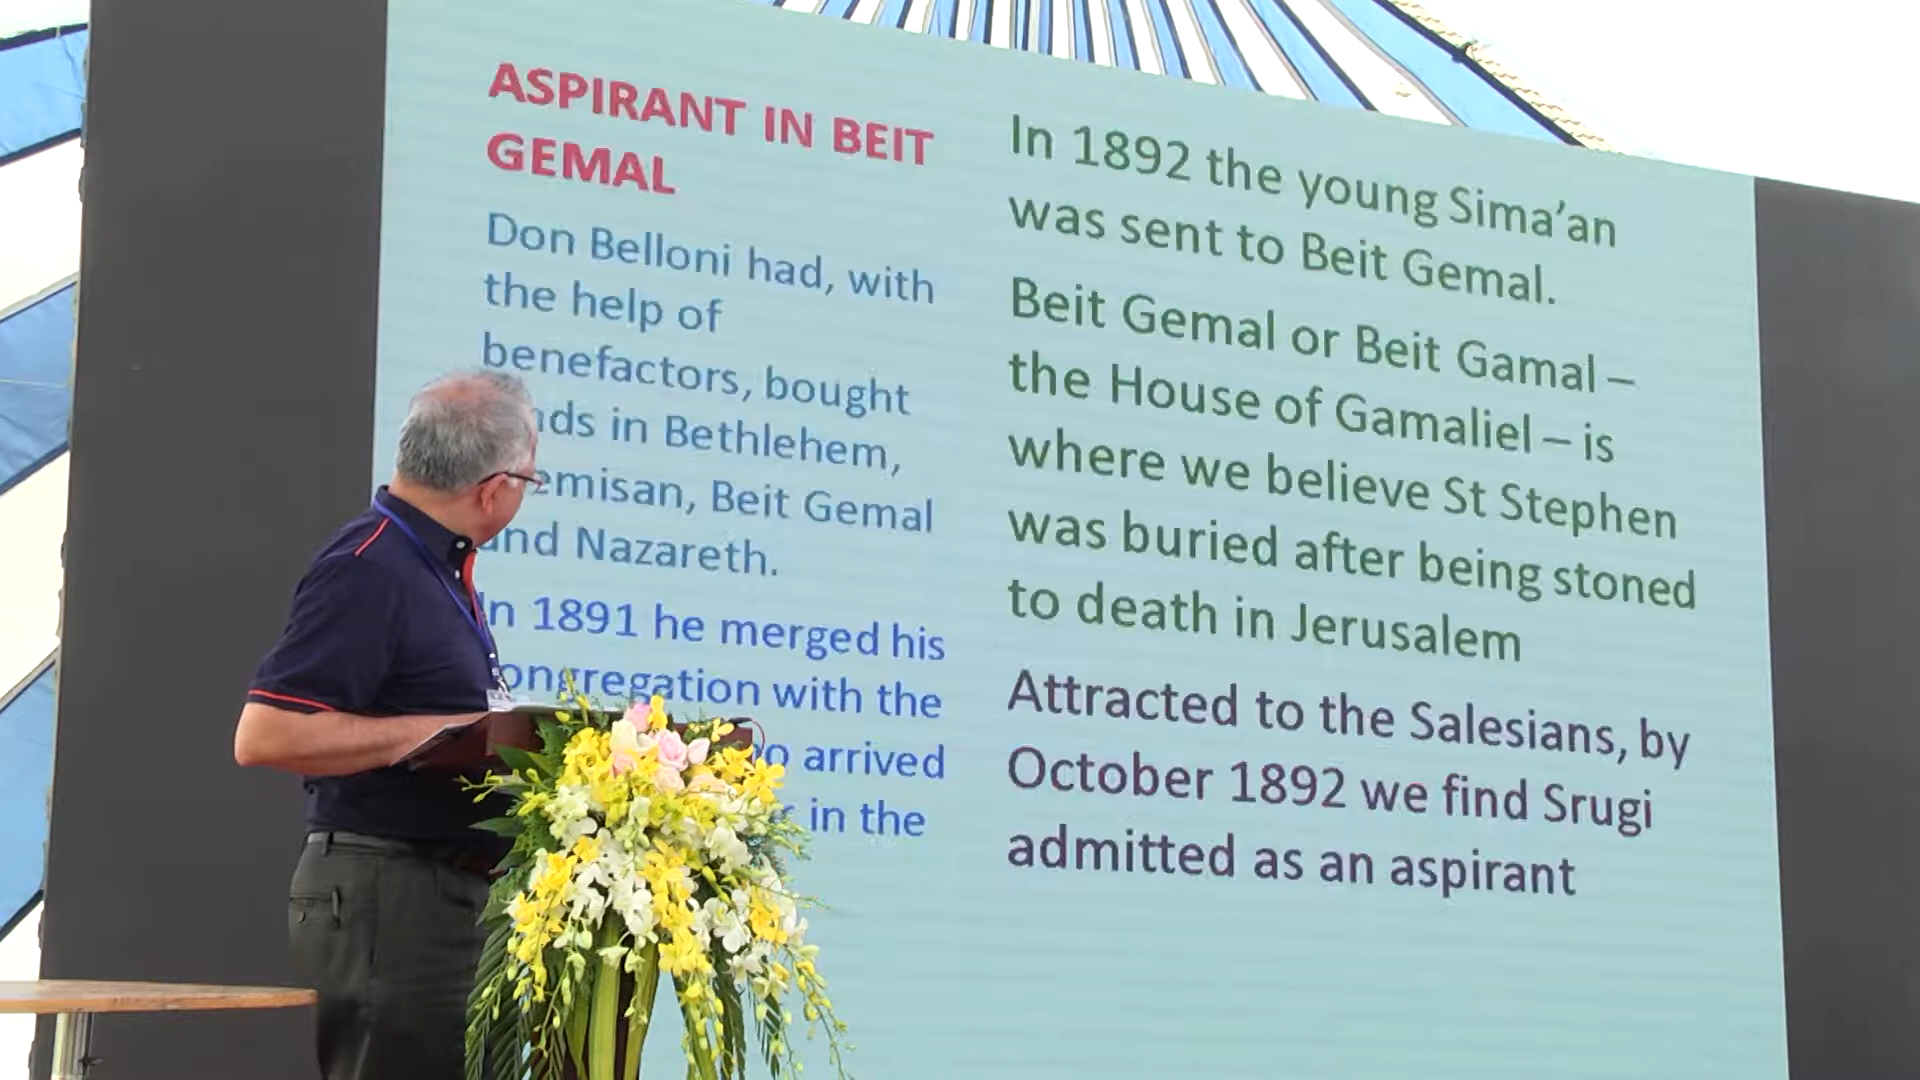 ASPIRANT IN BEIT
GEMAL
Don Belloni had, with
the help of
benefactors, bought
in Bethlehem,
Beit Gemal
and Nazareth.
In 1891 he merged his
congregation with the
arrived
in the
In 1892 the young Sima’an
was sent to Beit Gemal.
Beit Gemal or Beit Gamal –
the House of Gamaliel – is
where we believe St Stephen
was buried after being stoned
to death in Jerusalem
Attracted to the Salesians, by
October 1892 we find Srugi
admitted as an aspirant